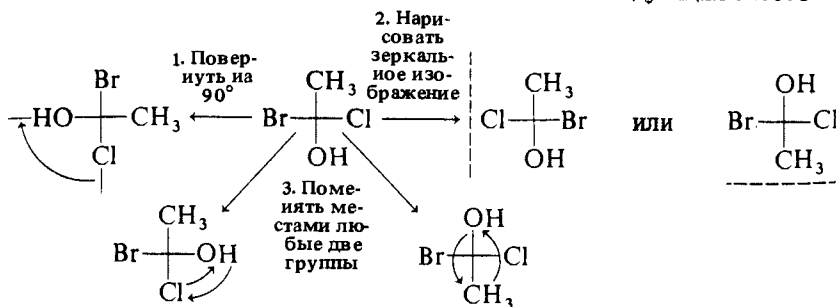 1. Повер-
нуть иа
90°
2. Нари-
совать
зеркаль-
ное изо-
бражение
Br
HO
CH₃
Cl
CH₃
Br
Cl
OH
CH₃
Cl
Br
OH
или
OH
Br
Cl
CH₃
3. Поме-
иять ме-
стами лю-
бые две
группы
CH₃
Br
OH
Cl
OH
Br
Cl
CH₃